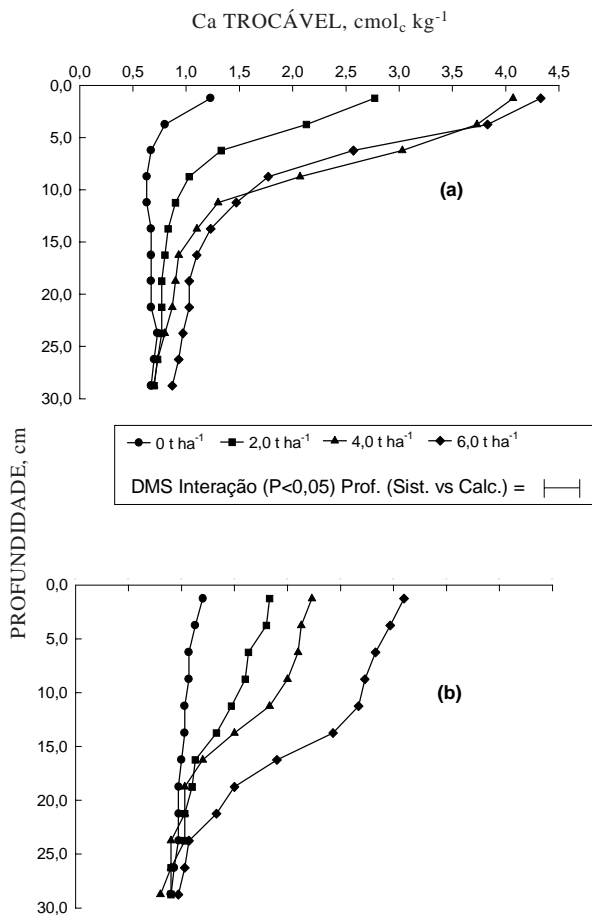 Ca TROCÁVEL, cmol_c kg⁻¹
0,0 0,5 1,0 1,5 2,0 2,5 3,0 3,5 4,0 4,5
0,0
5,0
10,0
15,0
20,0
25,0
30,0
(a)
PROFUNDIDADE, cm
0 t ha⁻¹ 2,0 t ha⁻¹ 4,0 t ha⁻¹ 6,0 t ha⁻¹
DMS Interação (P<0,05) Prof. (Sist. vs Calc.) =
0,0
5,0
10,0
15,0
20,0
25,0
30,0
(b)